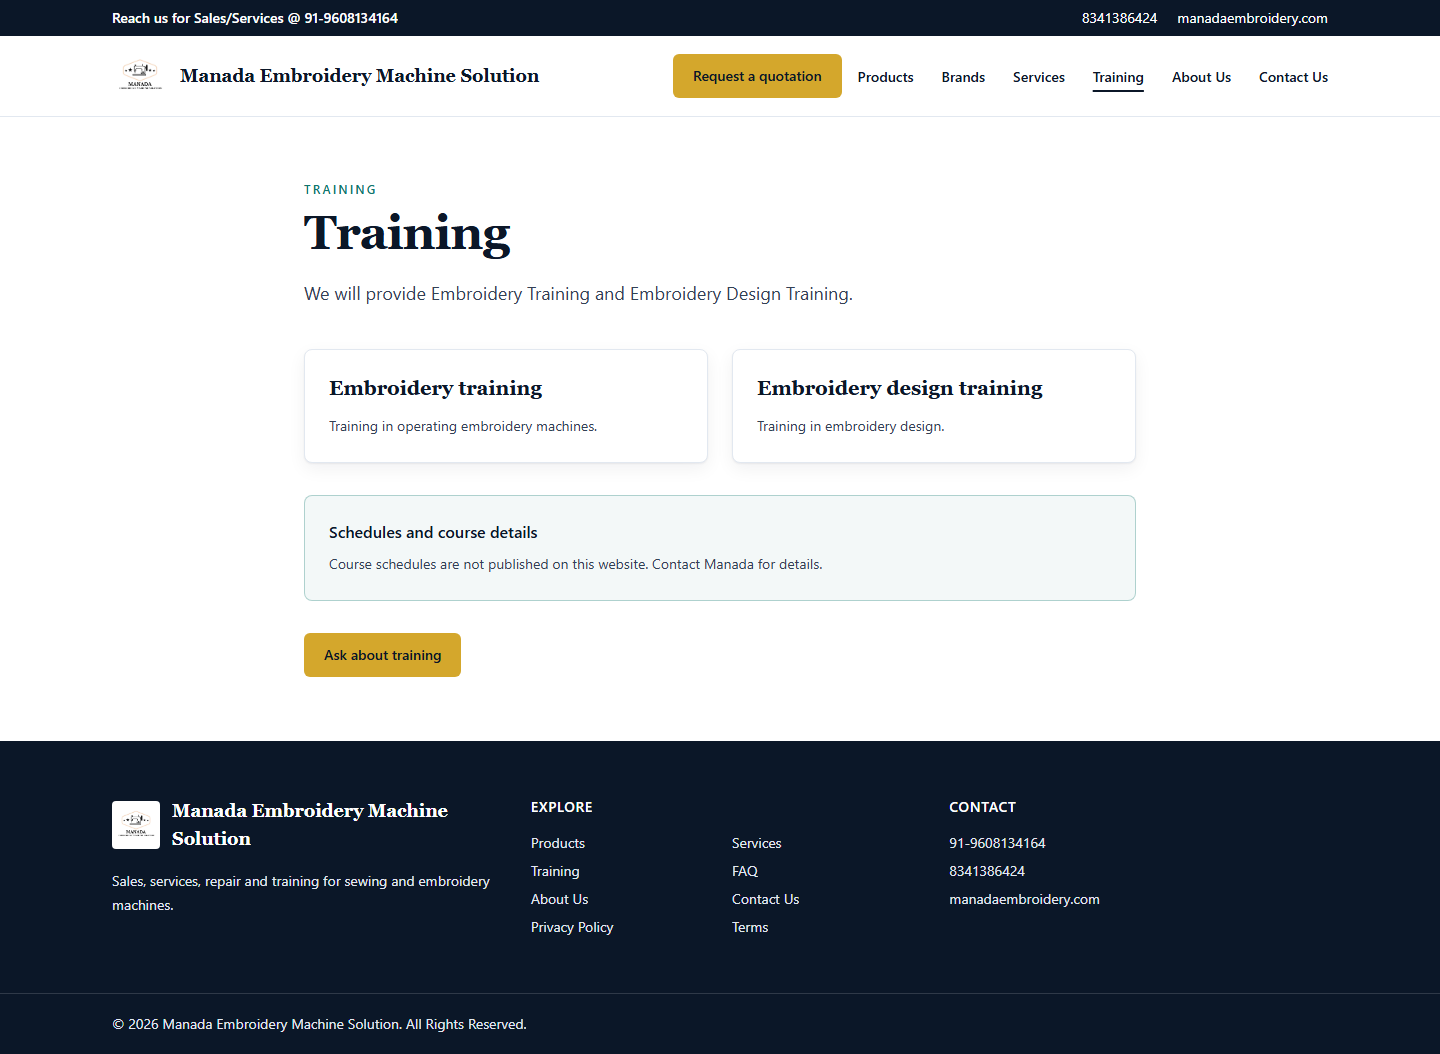 Reach us for Sales/Services @ 91-9608134164
8341386424
manadaembroidery.com
MANADA
Manada Embroidery Machine Solution
Request a quotation
Products
Brands
Services
Training
About Us
Contact Us
TRAINING
Training
We will provide Embroidery Training and Embroidery Design Training.
Embroidery training
Training in operating embroidery machines.
Embroidery design training
Training in embroidery design.
Schedules and course details
Course schedules are not published on this website. Contact Manada for details.
Ask about training
MANADA
Manada Embroidery Machine
Solution
Sales, services, repair and training for sewing and embroidery
machines.
EXPLORE
Products
Services
Training
FAQ
About Us
Contact Us
Privacy Policy
Terms
CONTACT
91-9608134164
8341386424
manadaembroidery.com
© 2026 Manada Embroidery Machine Solution. All Rights Reserved.